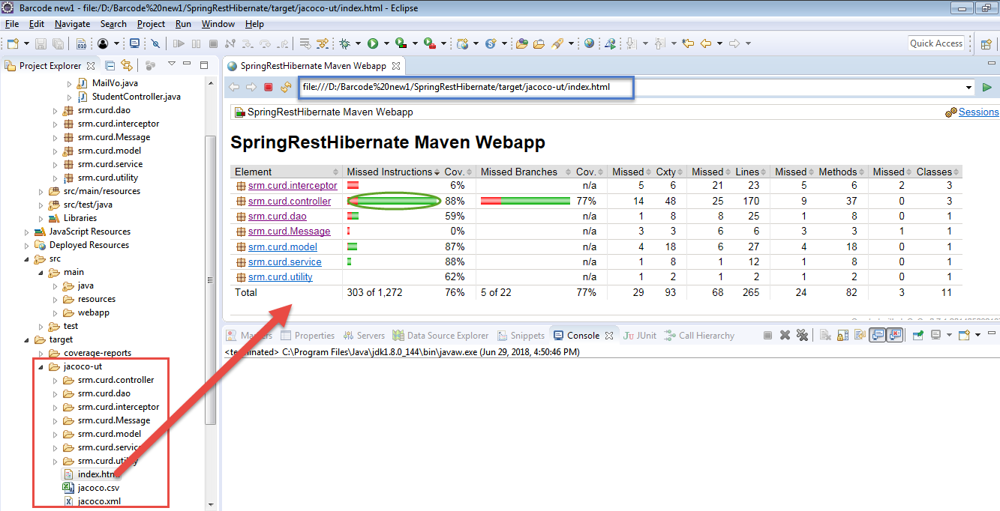 Barcode new1 - file:/D:/Barcode%20new1/SpringRestHibernate/target/jacoco-ut/index.html - Eclipse
File Edit Navigate Search Project Run Window Help
Quick Access
Project Explorer
MailVo.java
StudentController.java
srm.curd.dao
srm.curd.interceptor
srm.curd.Message
srm.curd.model
srm.curd.service
srm.curd.utility
src/main/resources
src/test/java
Libraries
JavaScript Resources
Deployed Resources
src
main
java
resources
webapp
test
target
coverage-reports
jacoco-ut
srm.curd.controller
srm.curd.dao
srm.curd.interceptor
srm.curd.Message
srm.curd.model
srm.curd.service
srm.curd.utility
index.html
jacoco.csv
jacoco.xml
SpringRestHibernate Maven Webapp
file:///D:/Barcode%20new1/SpringRestHibernate/target/jacoco-ut/index.html
SpringRestHibernate Maven Webapp Sessions
SpringRestHibernate Maven Webapp
Element Missed Instructions Cov. Missed Branches Cov. Missed Cxty Missed Lines Missed Methods Missed Classes
srm.curd.interceptor 6% n/a 5 6 21 23 5 6 2 3
srm.curd.controller 88% 77% 14 48 25 170 9 37 0 3
srm.curd.dao 59% n/a 1 8 8 25 1 8 0 1
srm.curd.Message 0% n/a 3 3 6 6 3 3 1 1
srm.curd.model 87% n/a 4 18 6 27 4 18 0 1
srm.curd.service 88% n/a 1 8 1 12 1 8 0 1
srm.curd.utility 62% n/a 1 2 1 2 1 2 0 1
Total 303 of 1,272 76% 5 of 22 77% 29 93 68 265 24 82 3 11
Markers Properties Servers Data Source Explorer Snippets Console JUnit Call Hierarchy
<terminated> C:\Program Files\Java\jdk1.8.0_144\bin\javaw.exe (Jun 29, 2018, 4:50:46 PM)